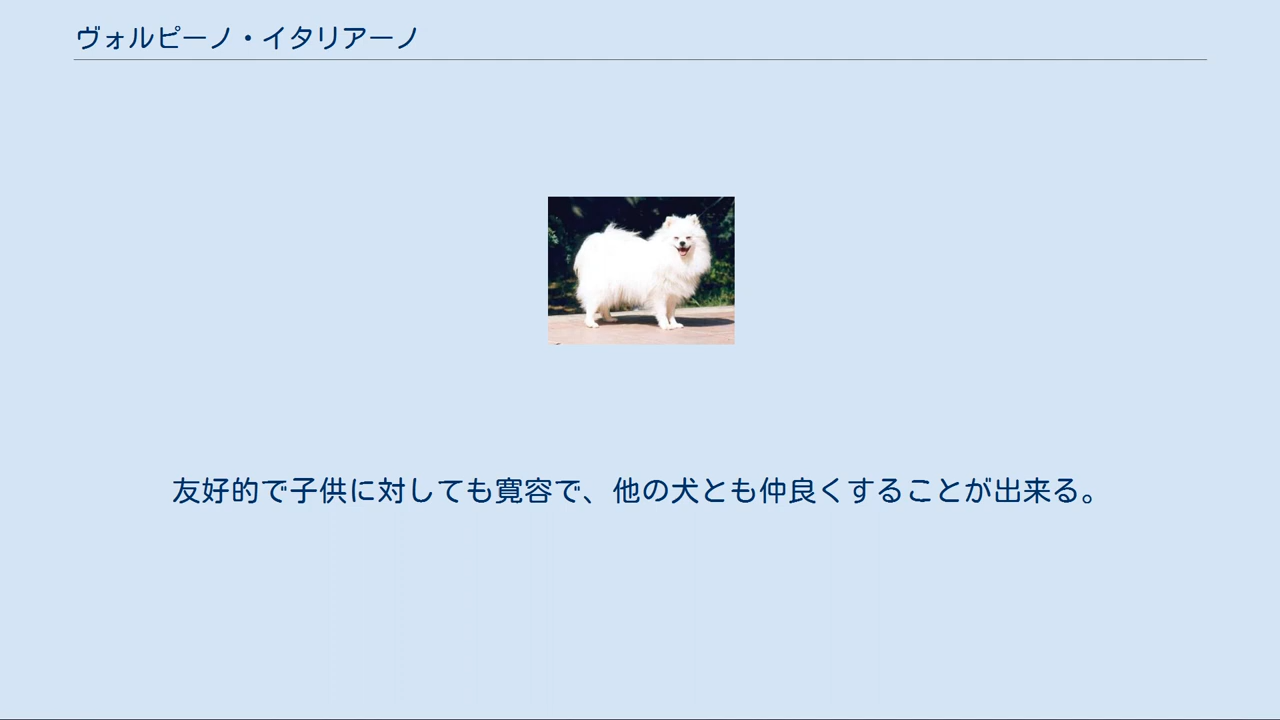 ヴォルピーノ・イタリアーノ
友好的で子供に対しても寛容で、他の犬とも仲良くすることが出来る。